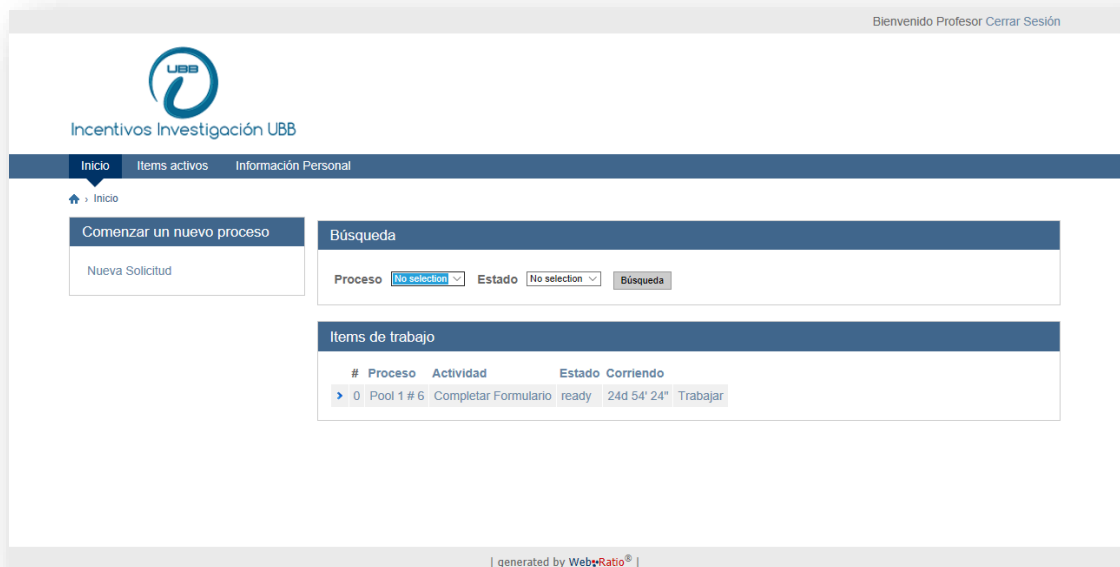 Bienvenido Profesor Cerrar Sesión
UBB
Incentivos Investigación UBB
Inicio Items activos Información Personal
› Inicio
Comenzar un nuevo proceso
Nueva Solicitud
Búsqueda
Proceso No selection Estado No selection Búsqueda
Items de trabajo
# Proceso Actividad Estado Corriendo
0 Pool 1 # 6 Completar Formulario ready 24d 54' 24" Trabajar
| generated by WebRatio® |